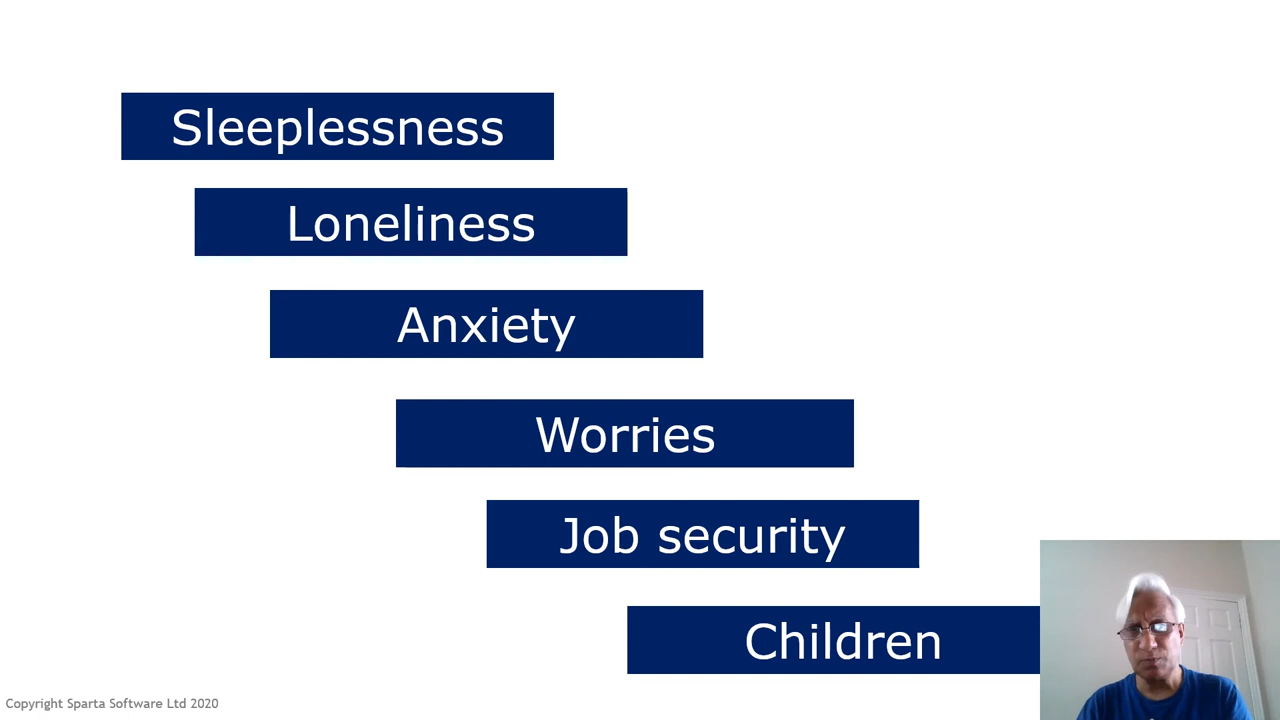 Sleeplessness
Loneliness
Anxiety
Worries
Job security
Children
Copyright Sparta Software Ltd 2020